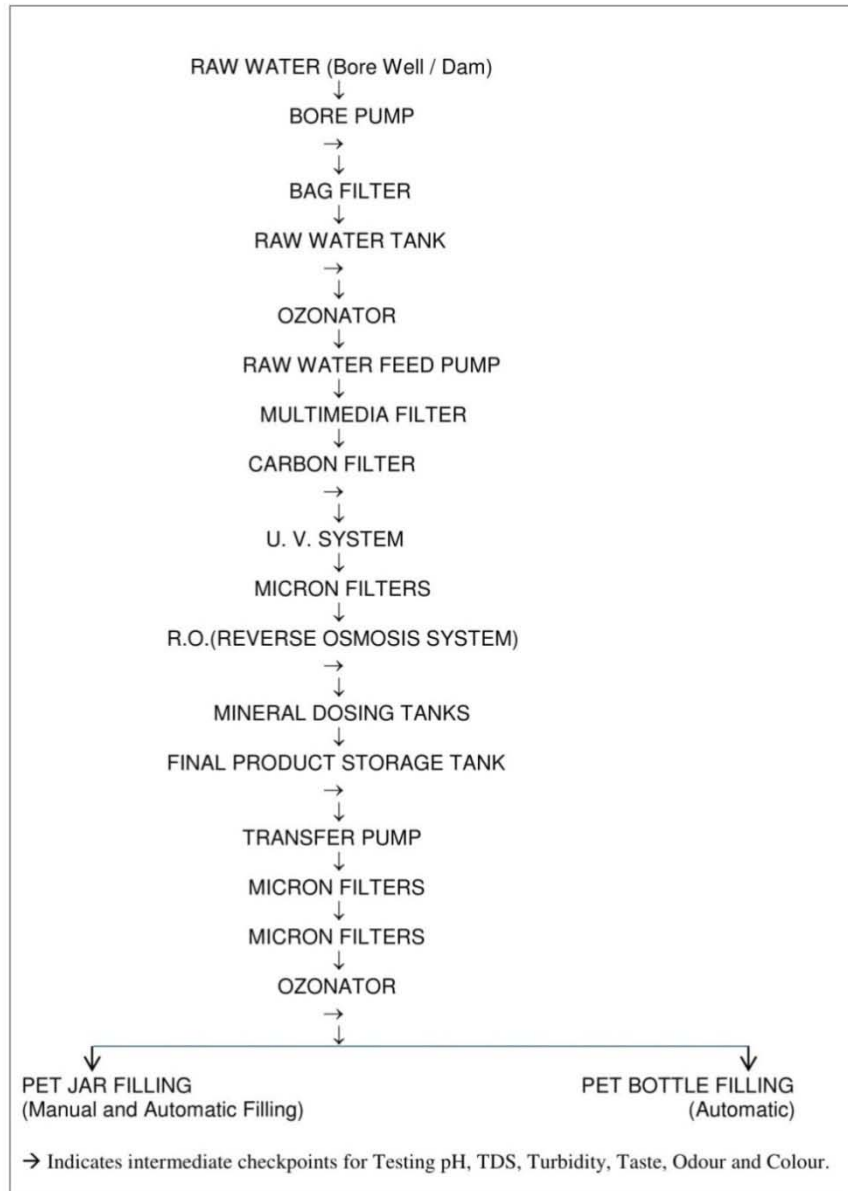 RAW WATER (Bore Well / Dam)
↓
BORE PUMP
→
↓
BAG FILTER
↓
RAW WATER TANK
→
↓
OZONATOR
↓
RAW WATER FEED PUMP
↓
MULTIMEDIA FILTER
↓
CARBON FILTER
→
↓
U. V. SYSTEM
↓
MICRON FILTERS
↓
R.O.(REVERSE OSMOSIS SYSTEM)
→
↓
MINERAL DOSING TANKS
↓
FINAL PRODUCT STORAGE TANK
→
↓
TRANSFER PUMP
↓
MICRON FILTERS
↓
MICRON FILTERS
↓
OZONATOR
→
↓
PET JAR FILLING
(Manual and Automatic Filling)
PET BOTTLE FILLING
(Automatic)
→ Indicates intermediate checkpoints for Testing pH, TDS, Turbidity, Taste, Odour and Colour.